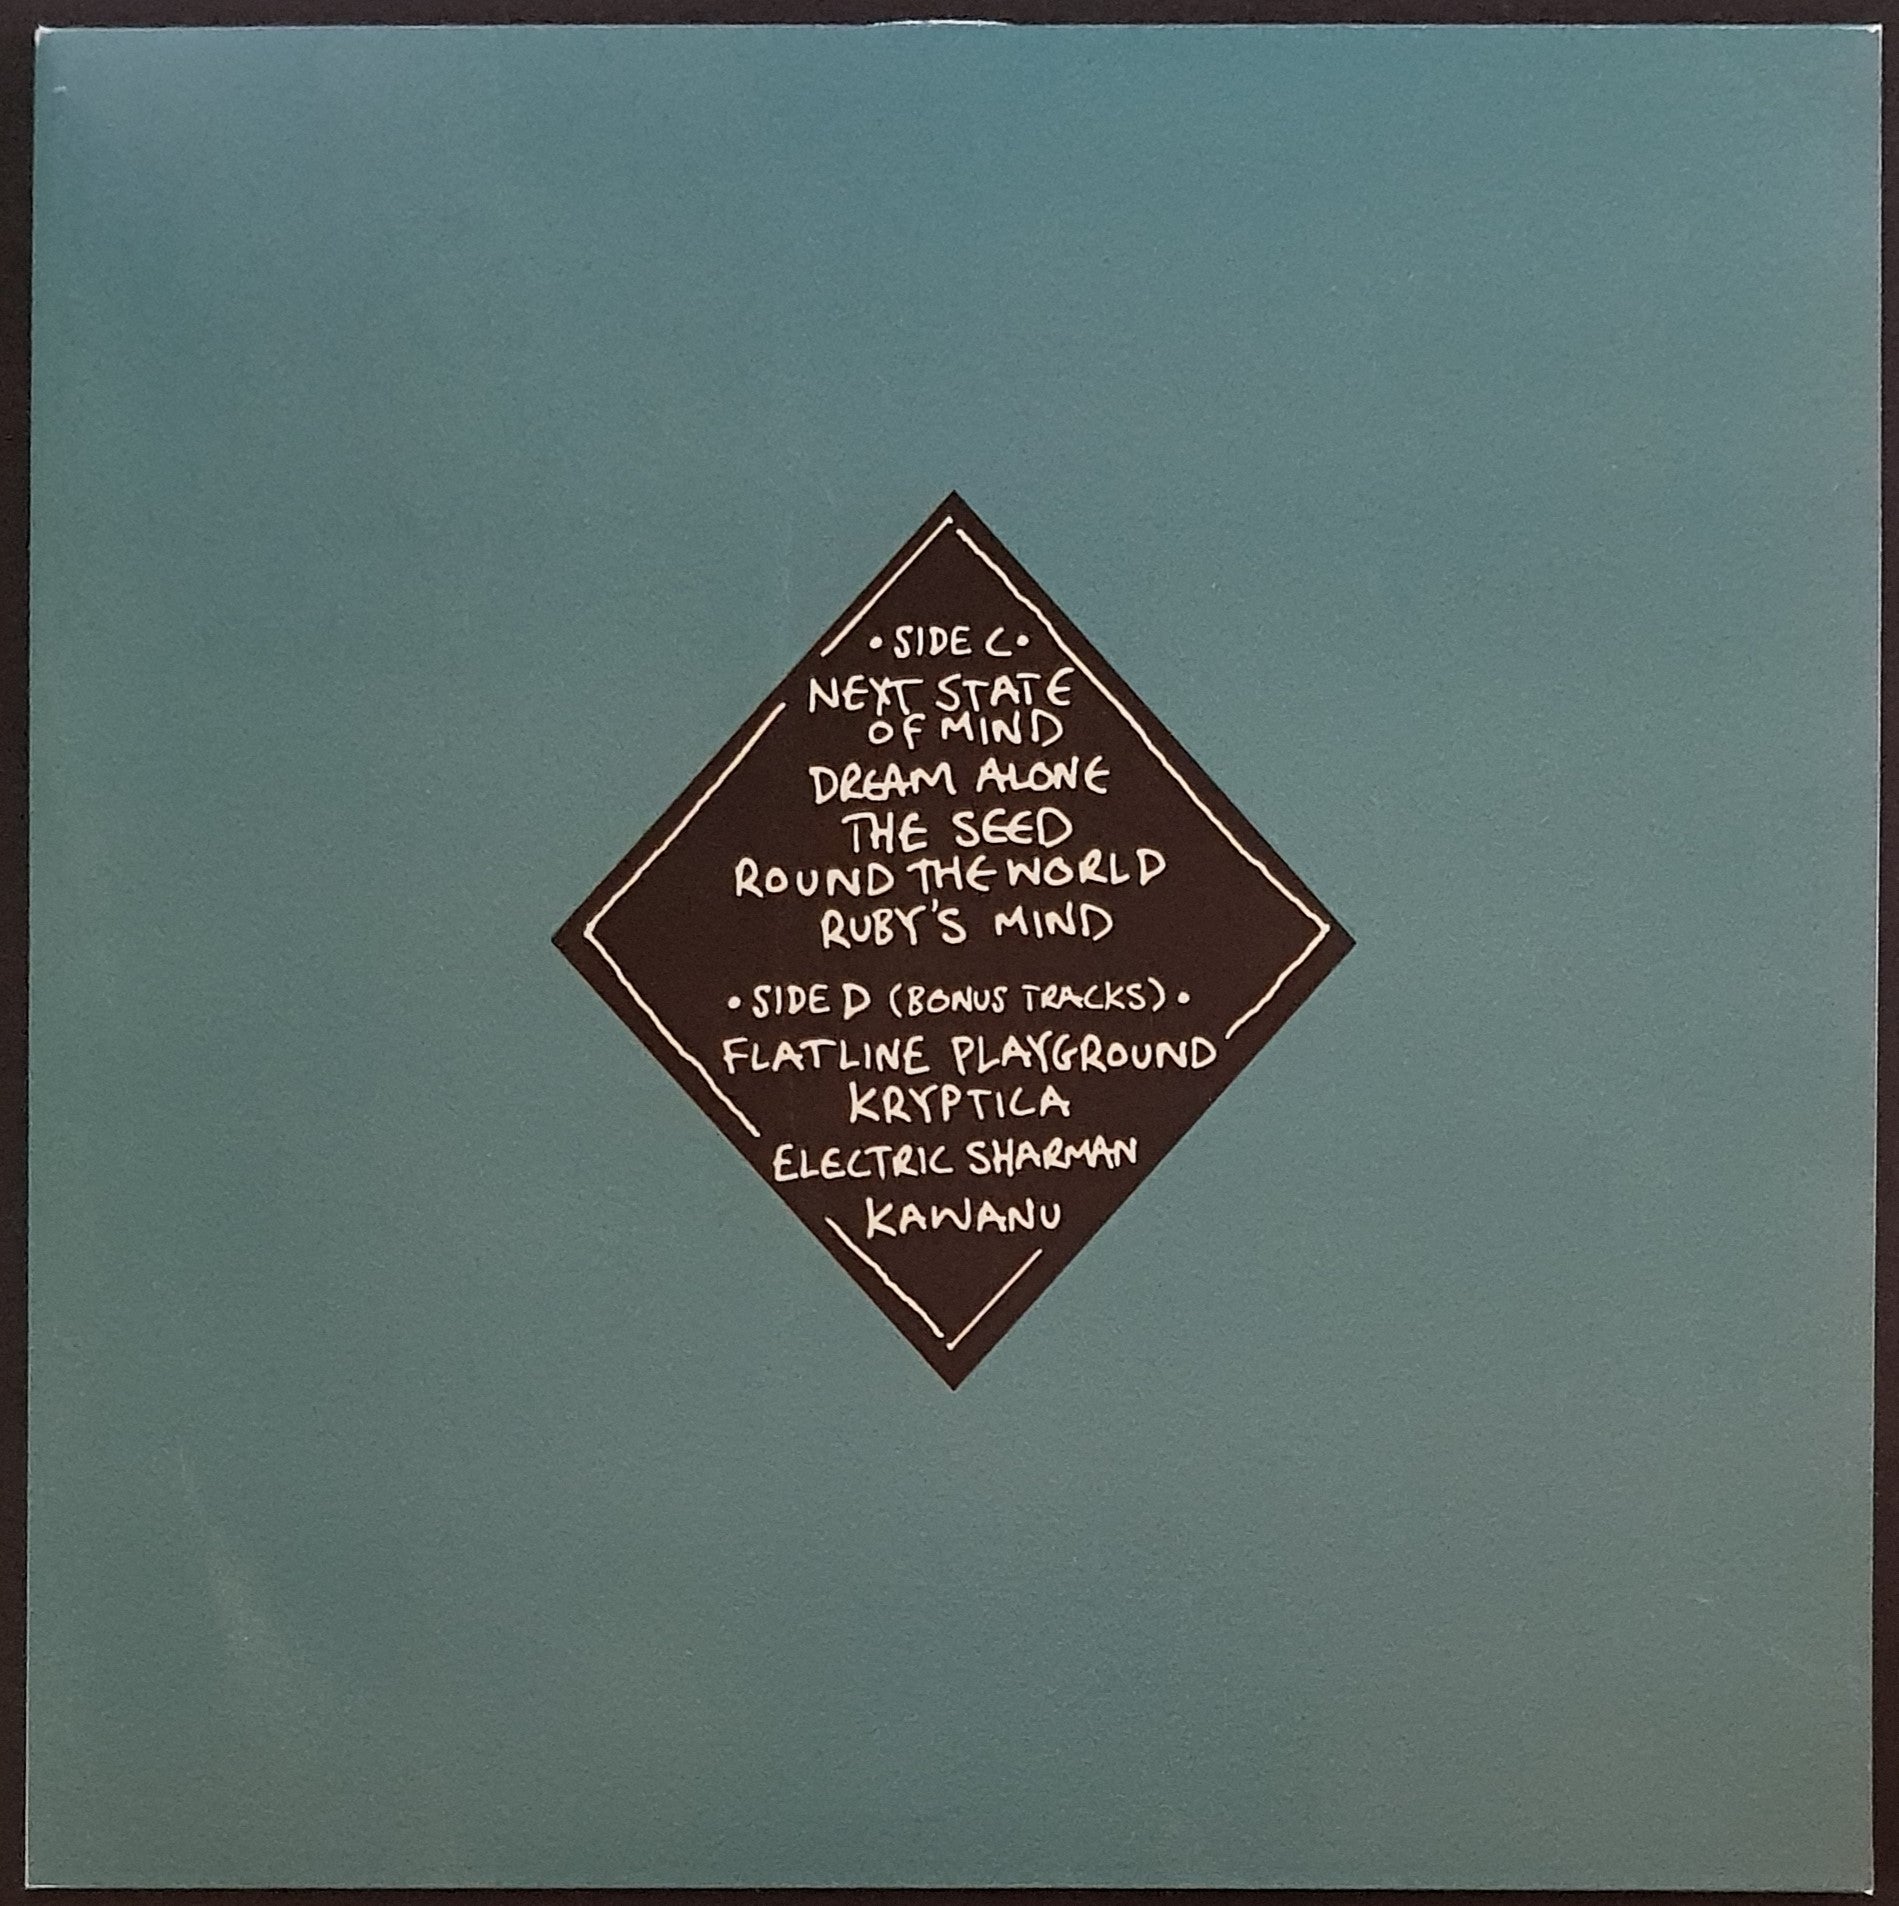 • SIDE C •
NEXT STATE
OF MIND
DREAM ALONE
THE SEED
ROUND THE WORLD
RUBY'S MIND
• SIDE D (BONUS TRACKS) •
FLATLINE PLAYGROUND
KRYPTICA
ELECTRIC SHARMAN
KAWANU